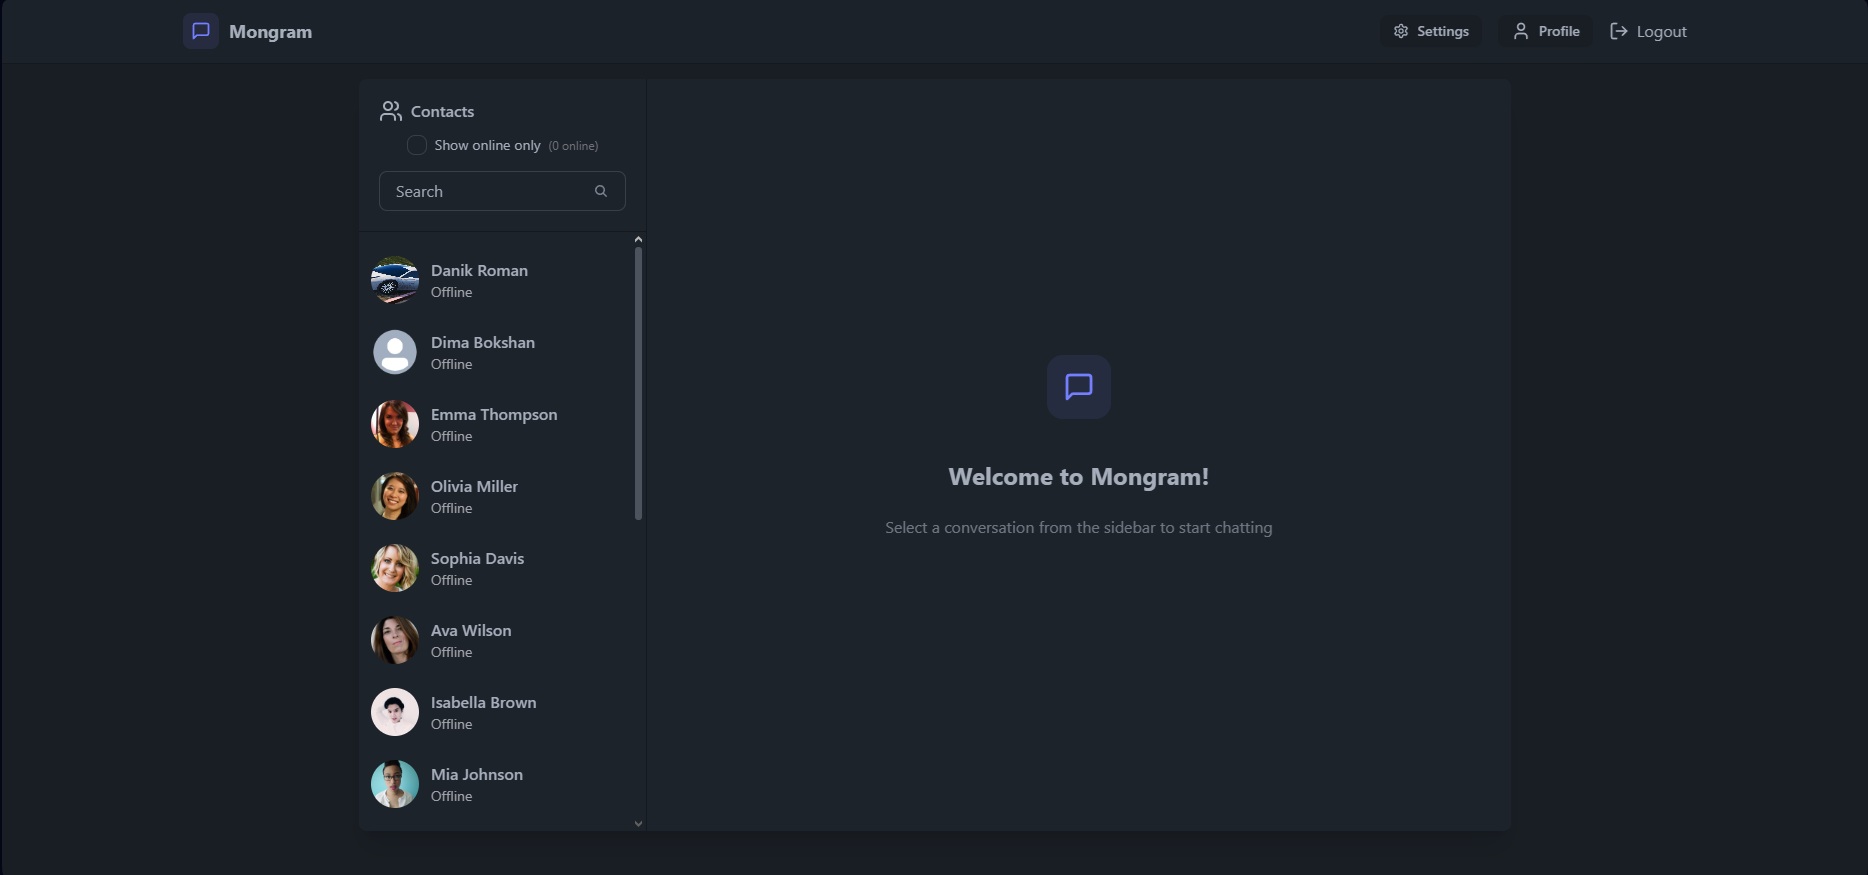 Mongram
Settings
Profile
Logout
Contacts
Show online only (0 online)
Search
Danik Roman
Offline
Dima Bokshan
Offline
Emma Thompson
Offline
Olivia Miller
Offline
Sophia Davis
Offline
Ava Wilson
Offline
Isabella Brown
Offline
Mia Johnson
Offline
Welcome to Mongram!
Select a conversation from the sidebar to start chatting